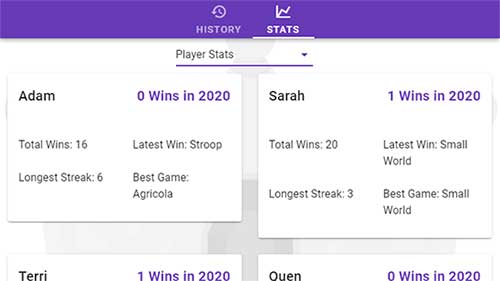 HISTORY STATS
Player Stats
Adam 0 Wins in 2020
Total Wins: 16 Latest Win: Stroop
Longest Streak: 6 Best Game:
Agricola
Sarah 1 Wins in 2020
Total Wins: 20 Latest Win: Small
World
Longest Streak: 3 Best Game: Small
World
Terri 1 Wins in 2020
Quen 0 Wins in 2020